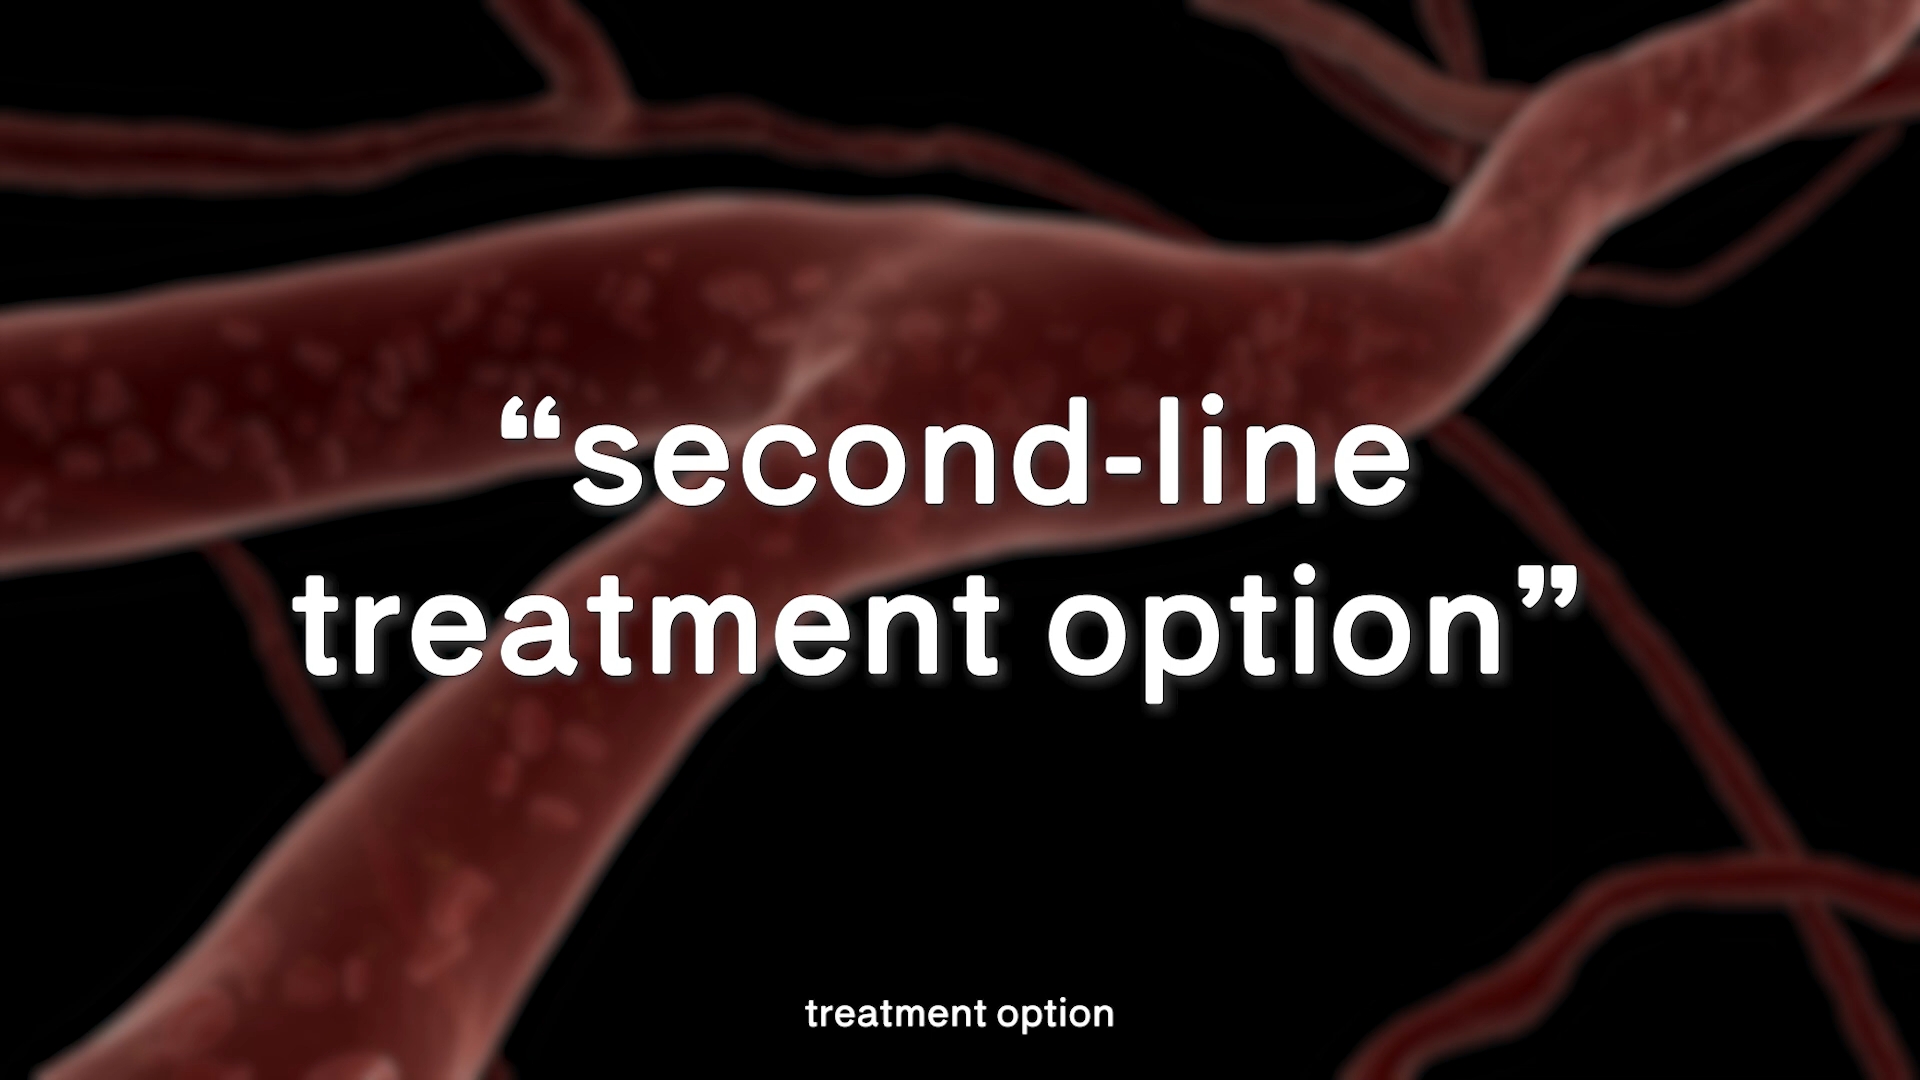 “second-line
treatment option”
treatment option